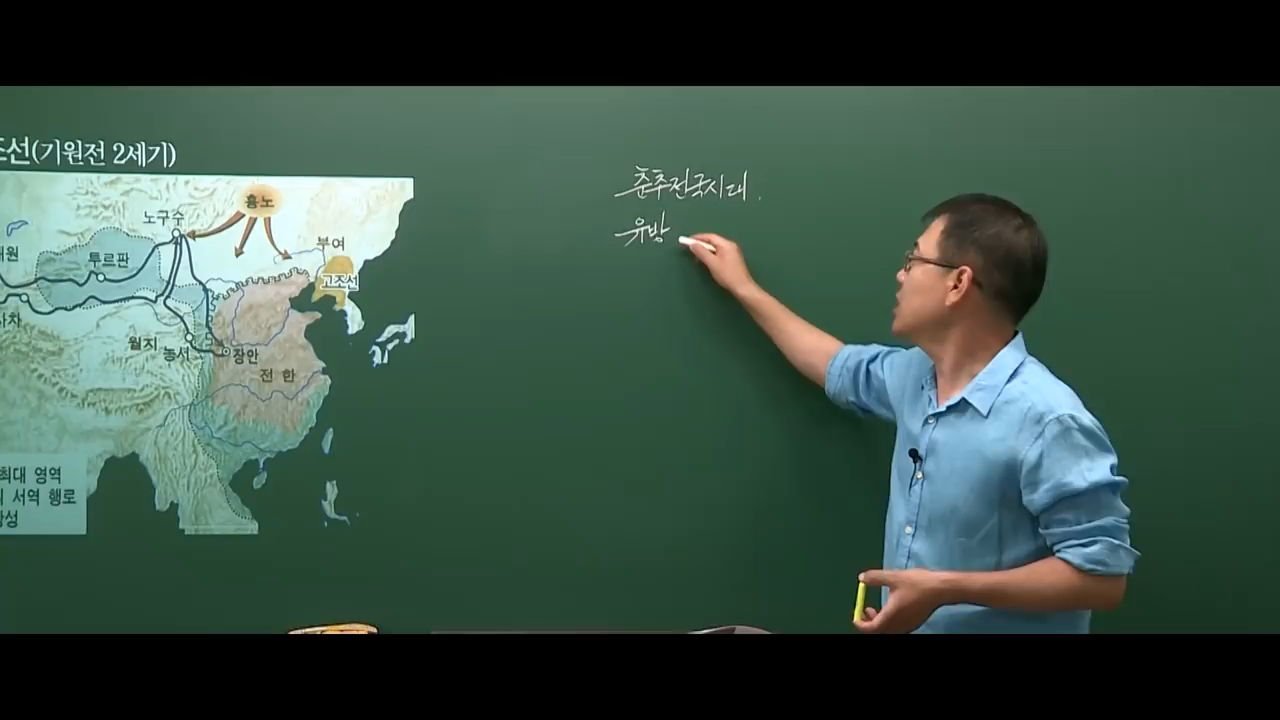 조선(기원전 2세기)
흉노
노구수
부여
투르판
고조선
월지
농서
장안
전 한
최대 영역
서역 행로
춘추전국시대.
유방